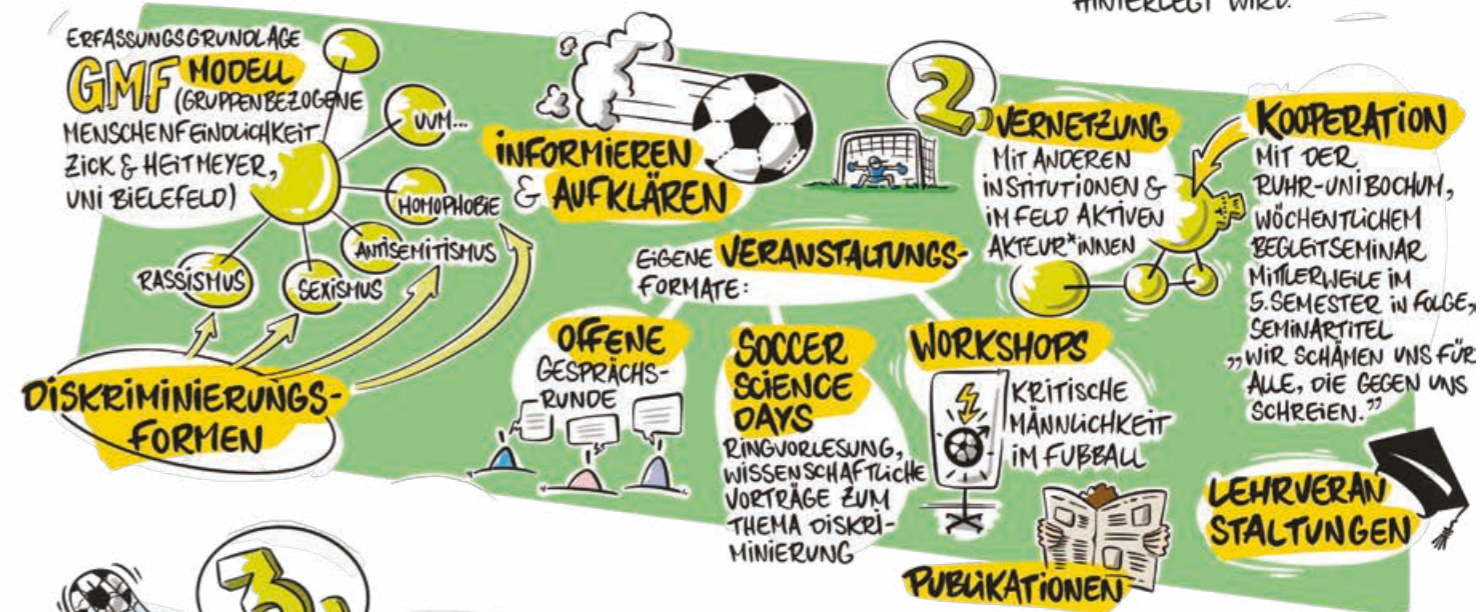 HINTERLEGT WIRD.
ERFASSUNGSGRUNDLAGE
GMF MODELL
(GRUPPENBEZOGENE
MENSCHENFEINDLICHKEIT
ZICK & HEITMEYER,
UNI BIELEFELD)
UVM...
HOMOPHOBIE
ANTISEMITISMUS
SEXISMUS
RASSISMUS
DISKRIMINIERUNGS-
FORMEN
INFORMIEREN
& AUFKLÄREN
2.
VERNETZUNG
MIT ANDEREN
INSTITUTIONEN &
IM FELD AKTIVEN
AKTEUR*INNEN
KOOPERATION
MIT DER
RUHR-UNI BOCHUM,
WÖCHENTLICHEM
BEGLEITSEMINAR
MITTLERWEILE IM
5. SEMESTER IN FOLGE,
SEMINARTITEL
„WIR SCHÄMEN UNS FÜR
ALLE, DIE GEGEN UNS
SCHREIEN.”
EIGENE VERANSTALTUNGS-
FORMATE:
OFFENE
GESPRÄCHS-
RUNDE
SOCCER
SCIENCE
DAYS
RINGVORLESUNG,
WISSENSCHAFTLICHE
VORTRÄGE ZUM
THEMA DISKRI-
MINIERUNG
WORKSHOPS
KRITISCHE
MÄNNLICHKEIT
IM FUßBALL
PUBLIKATIONEN
LEHRVERAN
STALTUNGEN
3.